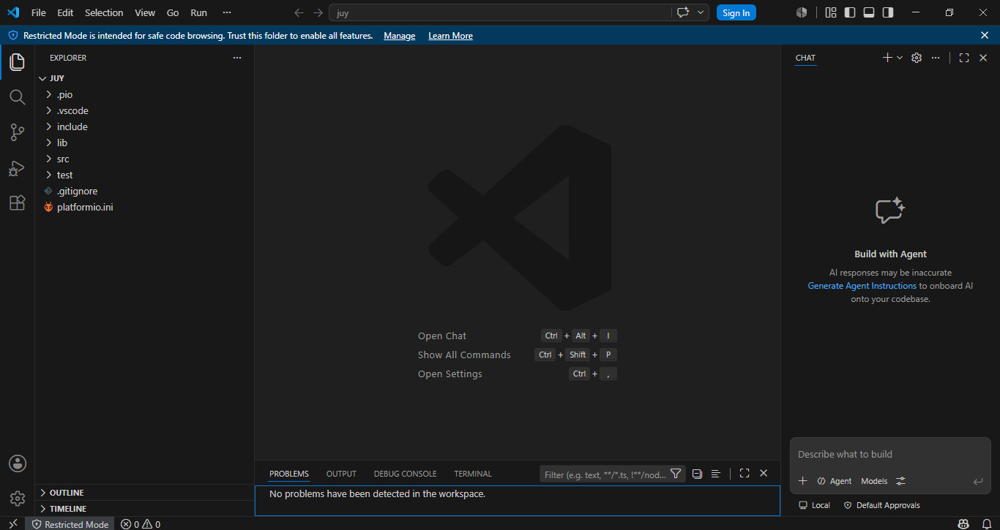 File Edit Selection View Go Run ···
juy
Sign In
Restricted Mode is intended for safe code browsing. Trust this folder to enable all features. Manage Learn More
EXPLORER
JUY
.pio
.vscode
include
lib
src
test
.gitignore
platformio.ini
OUTLINE
TIMELINE
Open Chat Ctrl + Alt + I
Show All Commands Ctrl + Shift + P
Open Settings Ctrl + ,
PROBLEMS OUTPUT DEBUG CONSOLE TERMINAL
Filter (e.g. text, **/*.ts, !**/nod...
No problems have been detected in the workspace.
CHAT
Build with Agent
AI responses may be inaccurate
Generate Agent Instructions to onboard AI
onto your codebase.
Describe what to build
Agent Models
Local Default Approvals
Restricted Mode 0 0